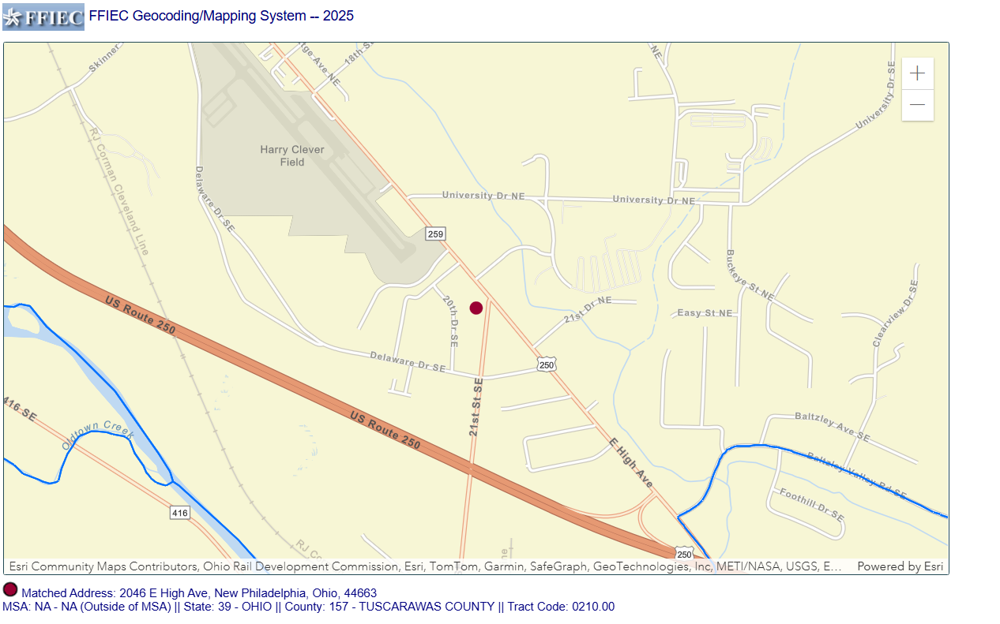 FFIEC FFIEC Geocoding/Mapping System -- 2025
Skinner
18th S
NE
University Dr SE
RJ Corman Cleveland Line
Harry Clever
Field
Delaware Dr SE
University Dr NE
University Dr NE
259
Buckeye St NE
US Route 250
20th Dr SE
21st Dr NE
Easy St NE
Clearview Dr SE
Delaware Dr SE
250
416 SE
Oldtown Creek
US Route 250
21st St SE
E High Ave
Baltzley Ave SE
Baltzley Valley Rd SE
Foothill Dr SE
416
RJ Co
250
Esri Community Maps Contributors, Ohio Rail Development Commission, Esri, TomTom, Garmin, SafeGraph, GeoTechnologies, Inc, METI/NASA, USGS, E... Powered by Esri
Matched Address: 2046 E High Ave, New Philadelphia, Ohio, 44663
MSA: NA - NA (Outside of MSA) || State: 39 - OHIO || County: 157 - TUSCARAWAS COUNTY || Tract Code: 0210.00